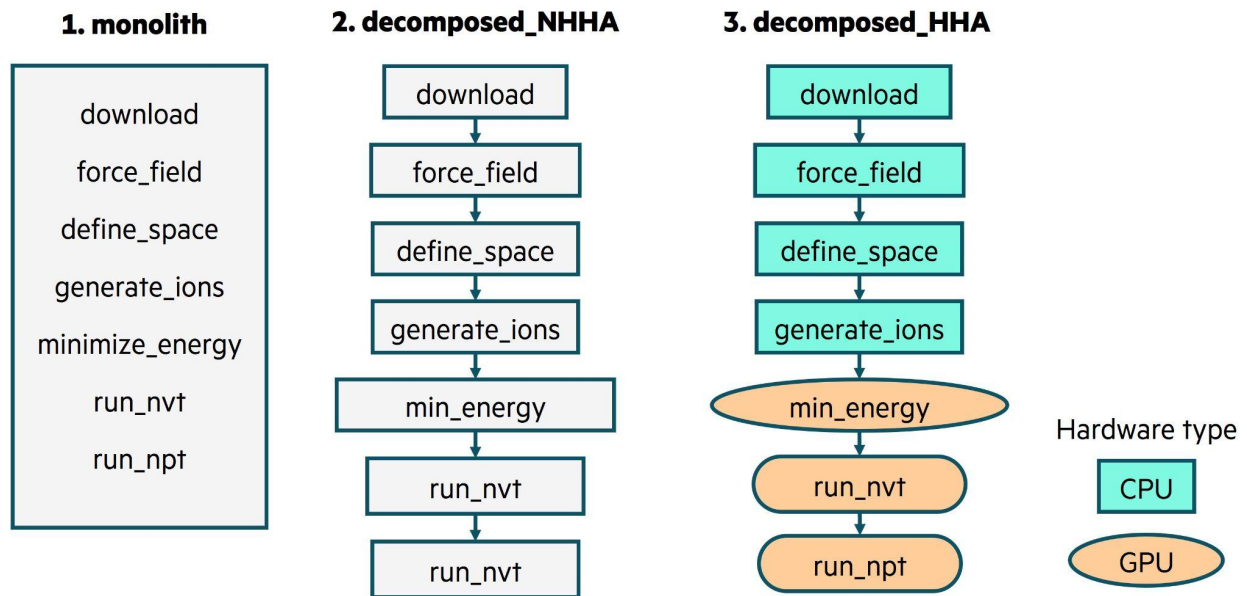 1. monolith
download
force_field
define_space
generate_ions
minimize_energy
run_nvt
run_npt
2. decomposed_NHHA
download
force_field
define_space
generate_ions
min_energy
run_nvt
run_nvt
3. decomposed_HHA
download
force_field
define_space
generate_ions
min_energy
run_nvt
run_npt
Hardware type
CPU
GPU